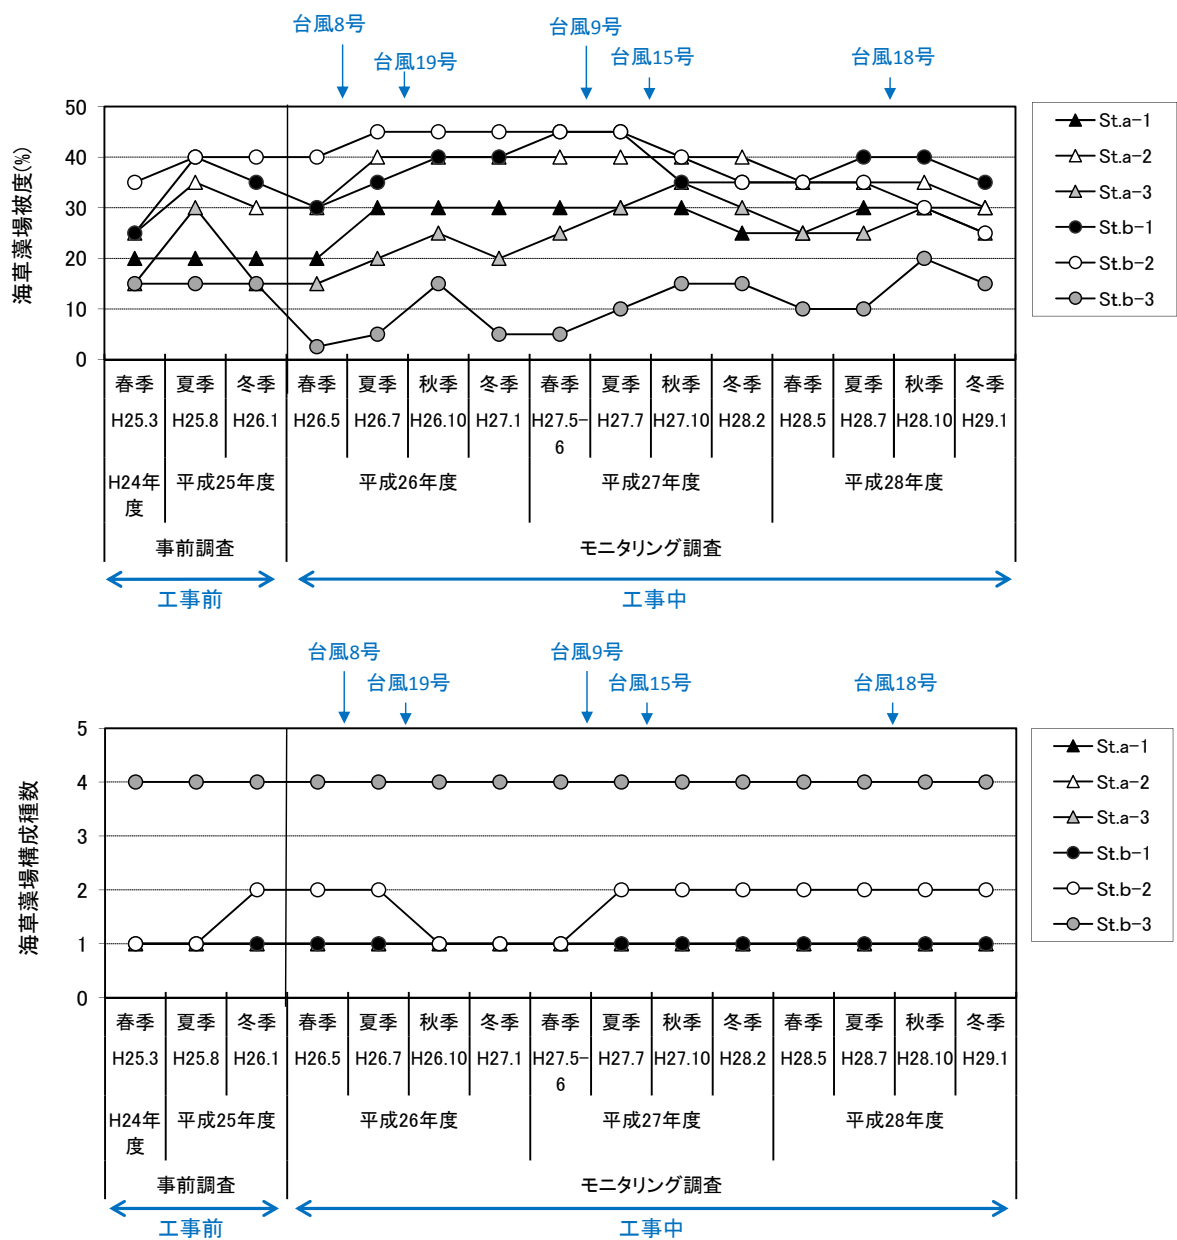 台風8号
台風19号
台風9号
台風15号
台風18号
海草藻場被度(%)
50
40
30
20
10
0
St.a-1
St.a-2
St.a-3
St.b-1
St.b-2
St.b-3
春季 夏季 冬季 春季 夏季 秋季 冬季 春季 夏季 秋季 冬季 春季 夏季 秋季 冬季
H25.3 H25.8 H26.1 H26.5 H26.7 H26.10 H27.1 H27.5-6 H27.7 H27.10 H28.2 H28.5 H28.7 H28.10 H29.1
H24年度 平成25年度 平成26年度 平成27年度 平成28年度
事前調査 モニタリング調査
工事前 工事中
台風8号
台風19号
台風9号
台風15号
台風18号
海草藻場構成種数
5
4
3
2
1
0
St.a-1
St.a-2
St.a-3
St.b-1
St.b-2
St.b-3
春季 夏季 冬季 春季 夏季 秋季 冬季 春季 夏季 秋季 冬季 春季 夏季 秋季 冬季
H25.3 H25.8 H26.1 H26.5 H26.7 H26.10 H27.1 H27.5-6 H27.7 H27.10 H28.2 H28.5 H28.7 H28.10 H29.1
H24年度 平成25年度 平成26年度 平成27年度 平成28年度
事前調査 モニタリング調査
工事前 工事中